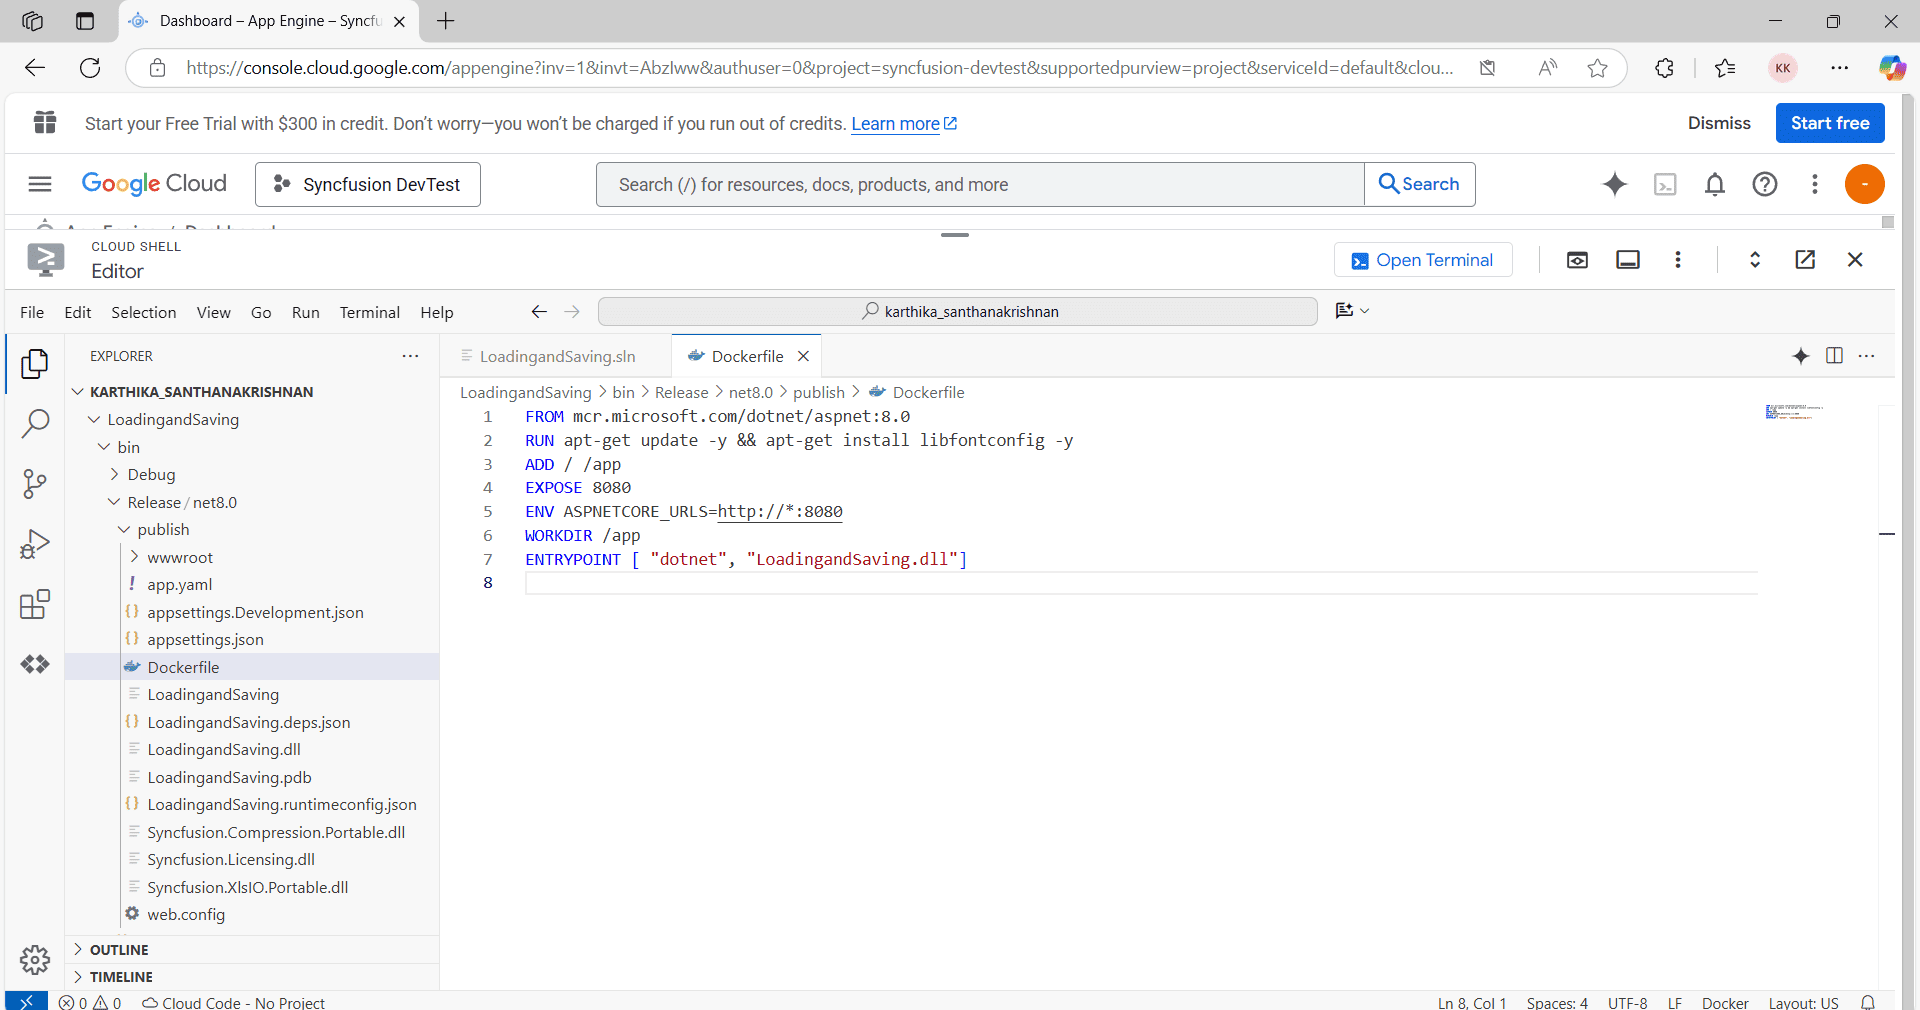 Dashboard – App Engine – Syncfu
https://console.cloud.google.com/appengine?inv=1&invt=AbzIww&authuser=0&project=syncfusion-devtest&supportedpurview=project&serviceId=default&clou...
KK
Start your Free Trial with $300 in credit. Don't worry—you won't be charged if you run out of credits. Learn more
Dismiss
Start free
Google Cloud
Syncfusion DevTest
Search (/) for resources, docs, products, and more
Search
-
CLOUD SHELL
Editor
Open Terminal
File Edit Selection View Go Run Terminal Help
karthika_santhanakrishnan
EXPLORER
LoadingandSaving.sln
Dockerfile
KARTHIKA_SANTHANAKRISHNAN
LoadingandSaving
bin
Debug
Release / net8.0
publish
wwwroot
! app.yaml
{} appsettings.Development.json
{} appsettings.json
Dockerfile
LoadingandSaving
{} LoadingandSaving.deps.json
LoadingandSaving.dll
LoadingandSaving.pdb
{} LoadingandSaving.runtimeconfig.json
Syncfusion.Compression.Portable.dll
Syncfusion.Licensing.dll
Syncfusion.XlsIO.Portable.dll
web.config
OUTLINE
TIMELINE
LoadingandSaving > bin > Release > net8.0 > publish > Dockerfile
1 FROM mcr.microsoft.com/dotnet/aspnet:8.0
2 RUN apt-get update -y && apt-get install libfontconfig -y
3 ADD / /app
4 EXPOSE 8080
5 ENV ASPNETCORE_URLS=http://*:8080
6 WORKDIR /app
7 ENTRYPOINT [ "dotnet", "LoadingandSaving.dll"]
8
0 0 Cloud Code - No Project
Ln 8, Col 1 Spaces: 4 UTF-8 LF Docker Layout: US